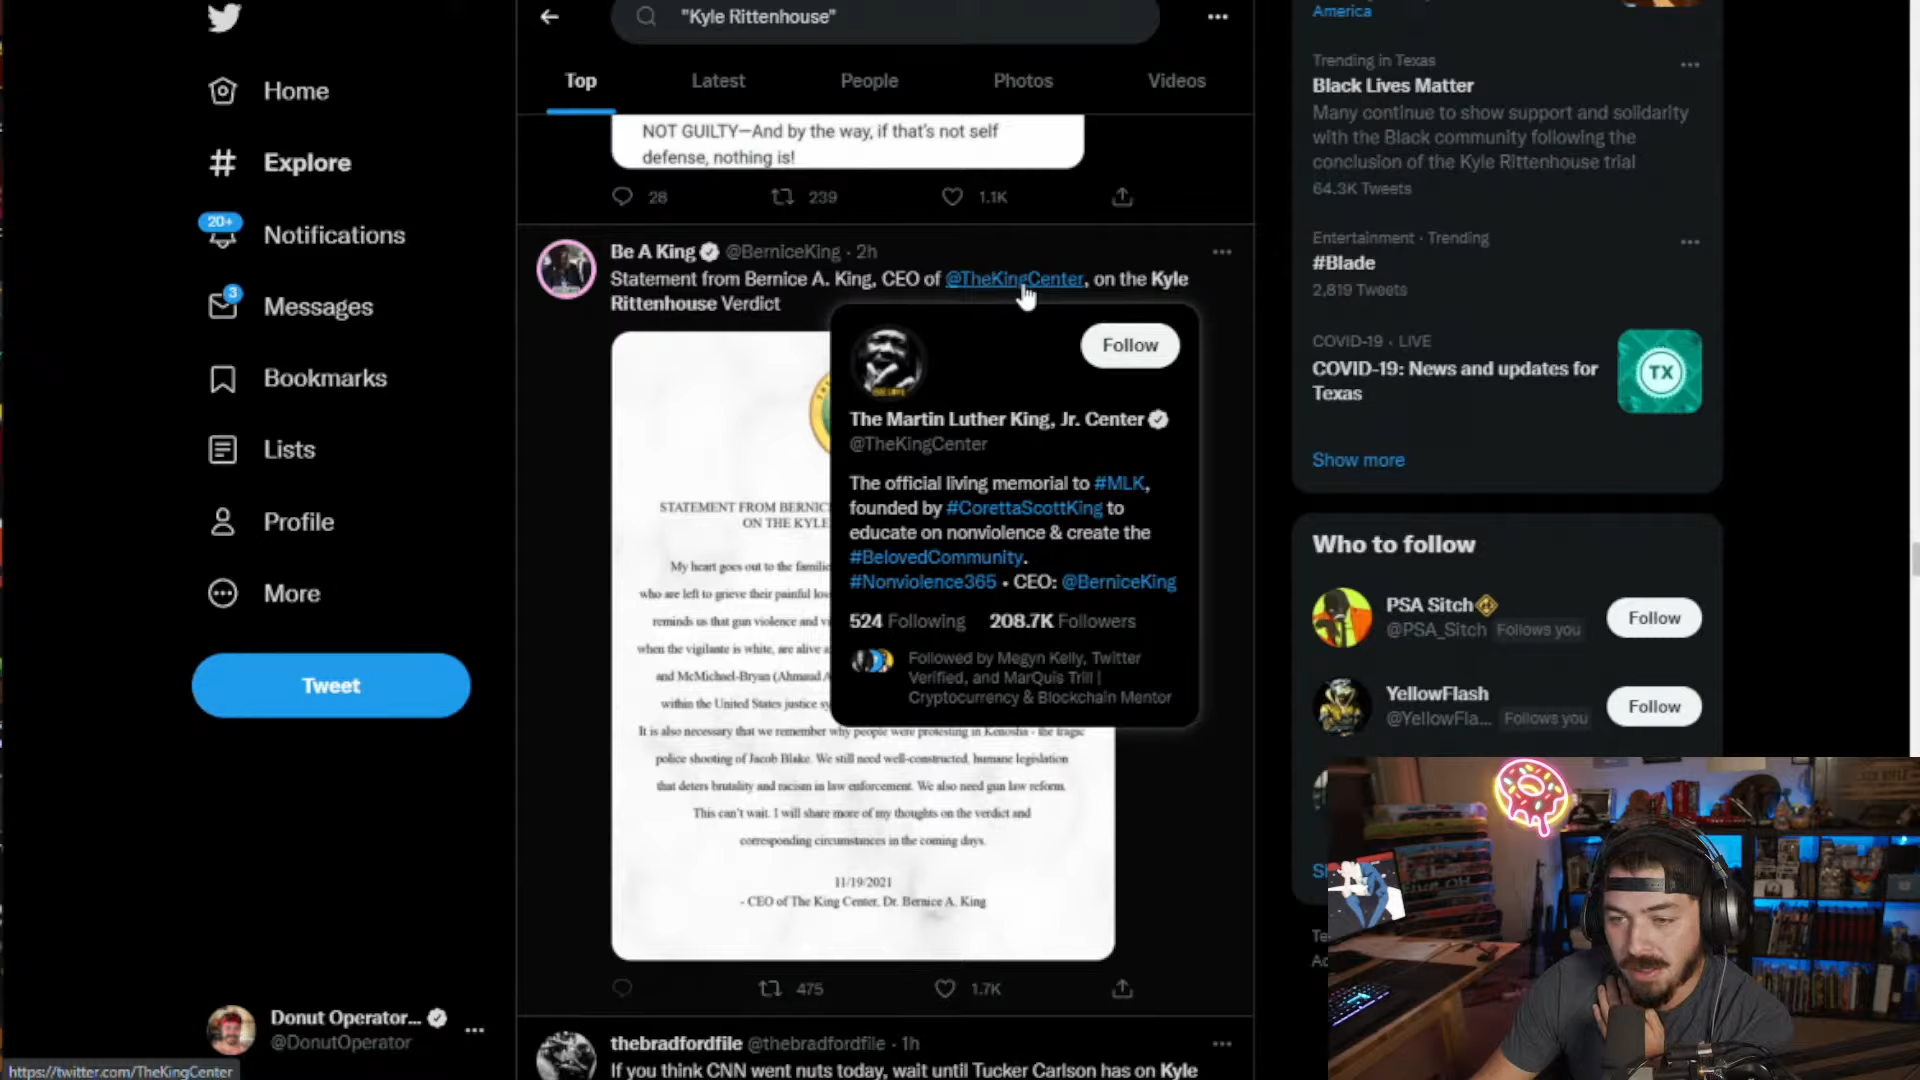 "Kyle Rittenhouse"
Top
Latest
People
Photos
Videos
Home
Explore
20+
Notifications
3
Messages
Bookmarks
Lists
Profile
More
Tweet
Donut Operator...
@DonutOperator
https://twitter.com/TheKingCenter
NOT GUILTY—And by the way, if that's not self
defense, nothing is!
28
239
1.1K
Be A King @BerniceKing · 2h
Statement from Bernice A. King, CEO of @TheKingCenter, on the Kyle
Rittenhouse Verdict
STATEMENT FROM BERNIC
ON THE KYLE
My heart goes out to the familie
who are left to grieve their painful los
reminds us that gun violence and vi
when the vigilante is white, are alive a
and McMichael-Bryan (Ahmaud A
within the United States justice sy
It is also necessary that we remember why people were protesting in Kenosha - the tragic
police shooting of Jacob Blake. We still need well-constructed, humane legislation
that deters brutality and racism in law enforcement. We also need gun law reform.
This can't wait. I will share more of my thoughts on the verdict and
corresponding circumstances in the coming days.
11/19/2021
- CEO of The King Center, Dr. Bernice A. King
Follow
The Martin Luther King, Jr. Center
@TheKingCenter
The official living memorial to #MLK,
founded by #CorettaScottKing to
educate on nonviolence & create the
#BelovedCommunity.
#Nonviolence365 • CEO: @BerniceKing
524 Following 208.7K Followers
Followed by Megyn Kelly, Twitter
Verified, and MarQuis Trill |
Cryptocurrency & Blockchain Mentor
475
1.7K
thebradfordfile @thebradfordfile · 1h
If you think CNN went nuts today, wait until Tucker Carlson has on Kyle
America
Trending in Texas
Black Lives Matter
Many continue to show support and solidarity
with the Black community following the
conclusion of the Kyle Rittenhouse trial
64.3K Tweets
Entertainment · Trending
#Blade
2,819 Tweets
COVID-19 · LIVE
COVID-19: News and updates for
Texas
TX
Show more
Who to follow
PSA Sitch
@PSA_Sitch Follows you
Follow
YellowFlash
@YellowFla... Follows you
Follow